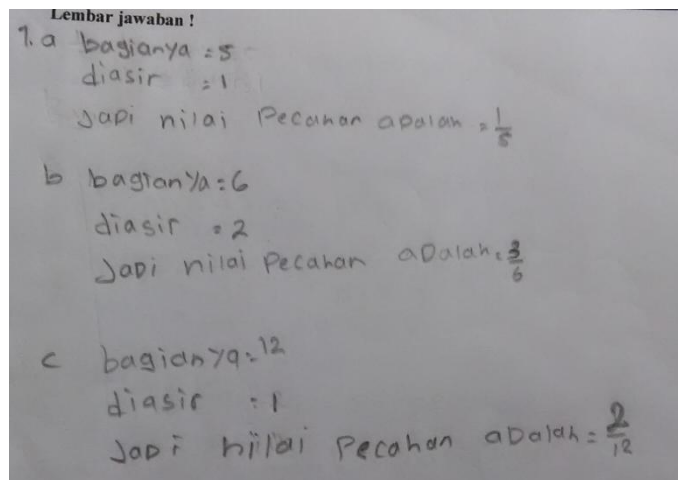 Lembar jawaban !
1. a bagianya = 5
diasir = 1
Jadi nilai Pecahan adalah = 1/5
b bagianya = 6
diasir = 2
Jadi nilai Pecahan adalah = 3/6
c bagianya = 12
diasir = 1
Jadi nilai Pecahan adalah = 2/12